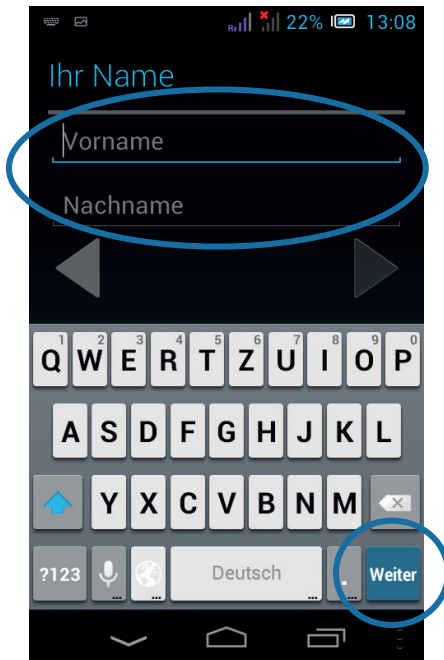 R 22% 13:08
Ihr Name
Vorname
Nachname
1 2 3 4 5 6 7 8 9 0
Q W E R T Z U I O P
A S D F G H J K L
Y X C V B N M
?123 ... ... Deutsch ... . ... Weiter